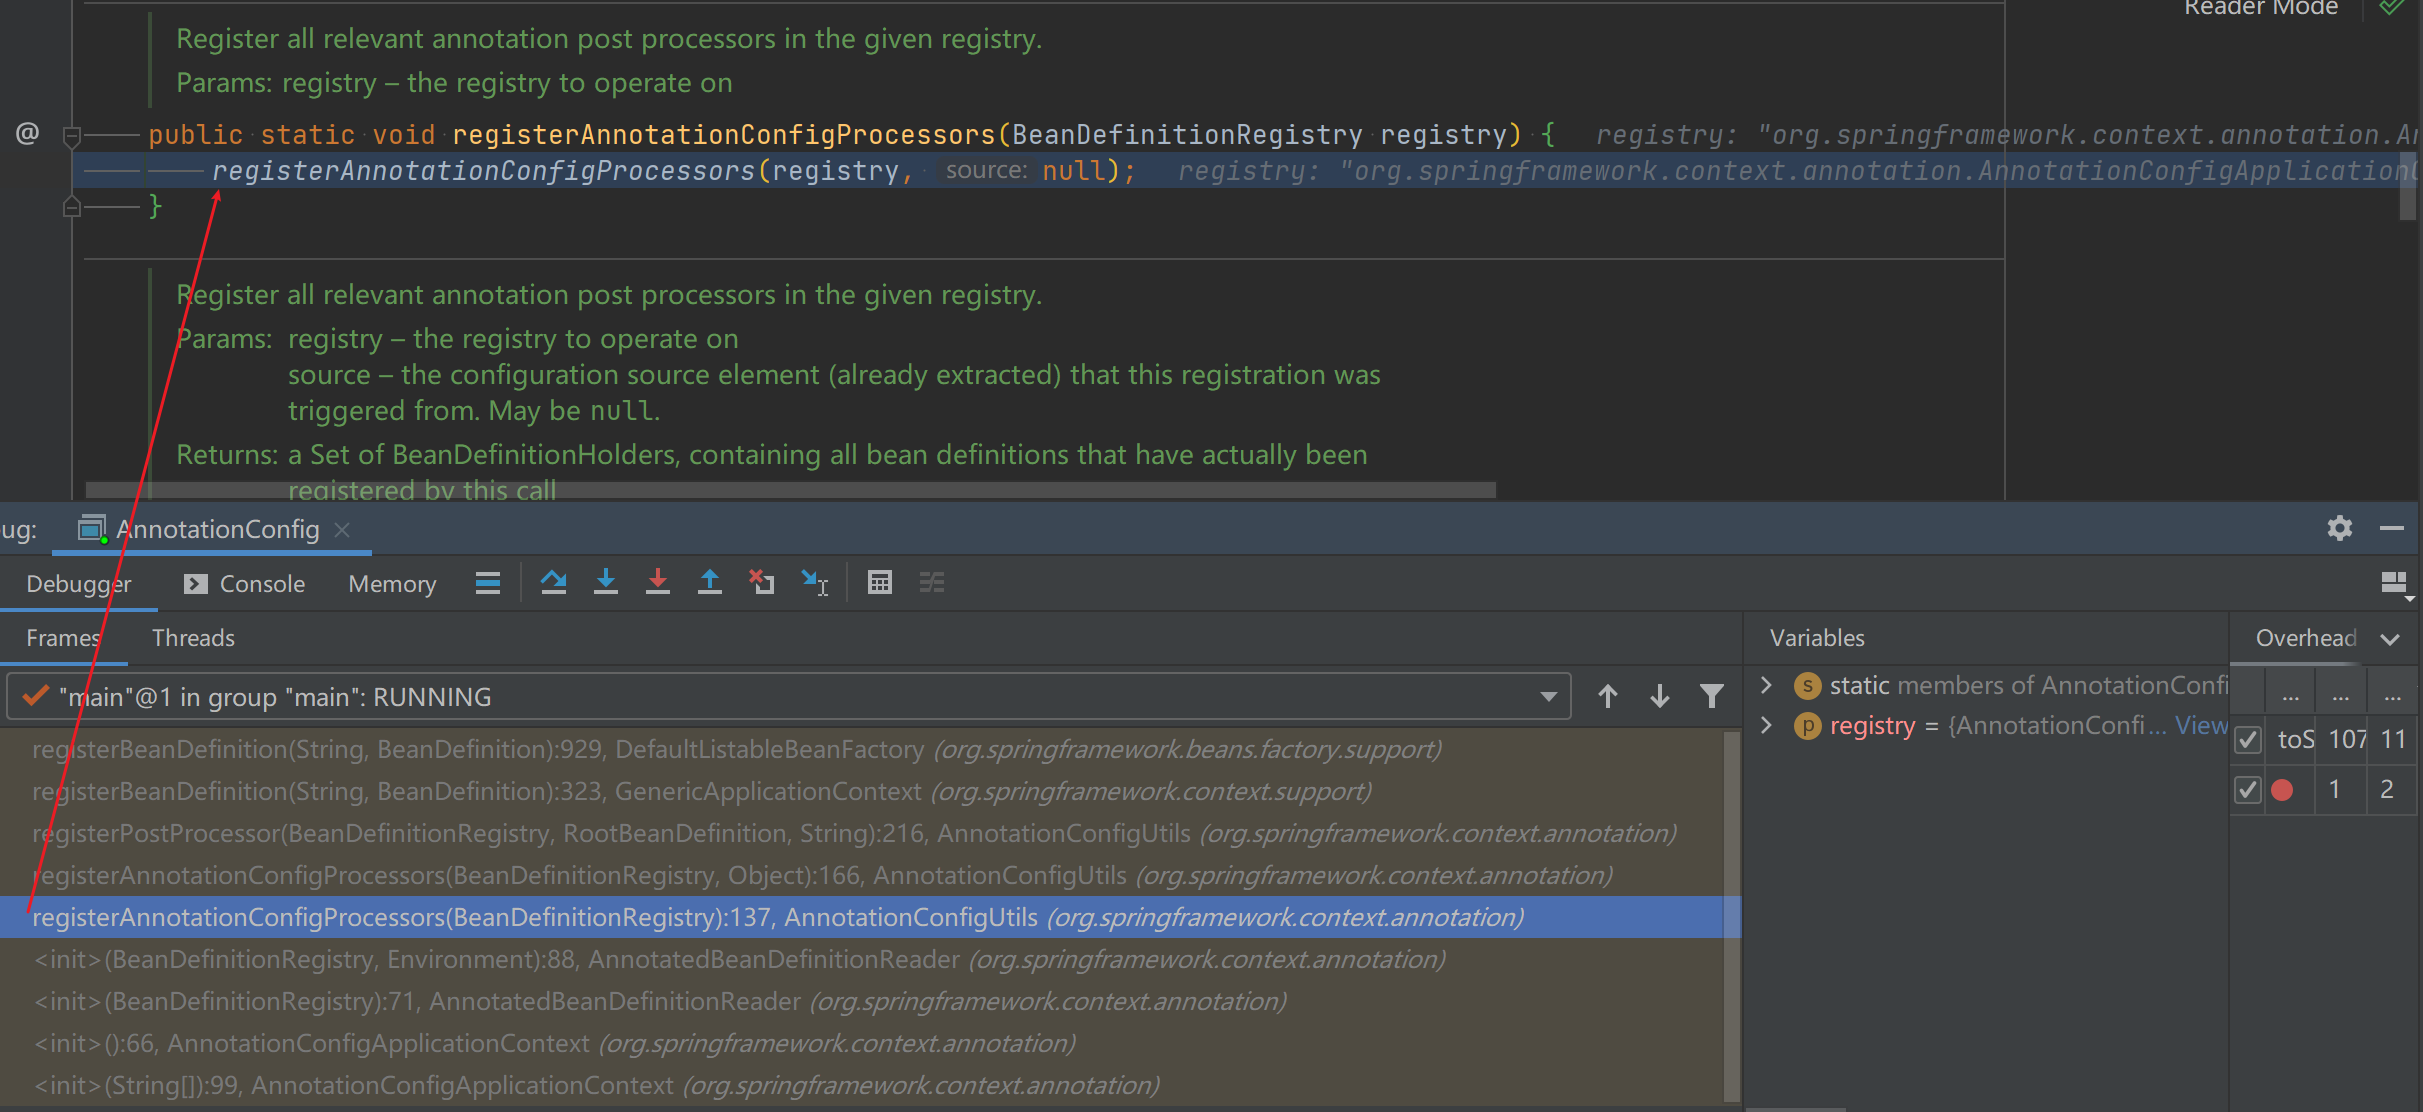 Reader Mode
Register all relevant annotation post processors in the given registry.
Params: registry – the registry to operate on
@
public static void registerAnnotationConfigProcessors(BeanDefinitionRegistry registry) { registry: "org.springframework.context.annotation.An
registerAnnotationConfigProcessors(registry, source: null); registry: "org.springframework.context.annotation.AnnotationConfigApplicationC
}
Register all relevant annotation post processors in the given registry.
Params: registry – the registry to operate on
source – the configuration source element (already extracted) that this registration was
triggered from. May be null.
Returns: a Set of BeanDefinitionHolders, containing all bean definitions that have actually been
registered by this call
ug: AnnotationConfig
Debugger Console Memory
Frames Threads Variables Overhead
"main"@1 in group "main": RUNNING
registerBeanDefinition(String, BeanDefinition):929, DefaultListableBeanFactory (org.springframework.beans.factory.support)
registerBeanDefinition(String, BeanDefinition):323, GenericApplicationContext (org.springframework.context.support)
registerPostProcessor(BeanDefinitionRegistry, RootBeanDefinition, String):216, AnnotationConfigUtils (org.springframework.context.annotation)
registerAnnotationConfigProcessors(BeanDefinitionRegistry, Object):166, AnnotationConfigUtils (org.springframework.context.annotation)
registerAnnotationConfigProcessors(BeanDefinitionRegistry):137, AnnotationConfigUtils (org.springframework.context.annotation)
<init>(BeanDefinitionRegistry, Environment):88, AnnotatedBeanDefinitionReader (org.springframework.context.annotation)
<init>(BeanDefinitionRegistry):71, AnnotatedBeanDefinitionReader (org.springframework.context.annotation)
<init>():66, AnnotationConfigApplicationContext (org.springframework.context.annotation)
<init>(String[]):99, AnnotationConfigApplicationContext (org.springframework.context.annotation)
s static members of AnnotationConfi
p registry = {AnnotationConfi... View
... ... ...
toS 107 11
1 2